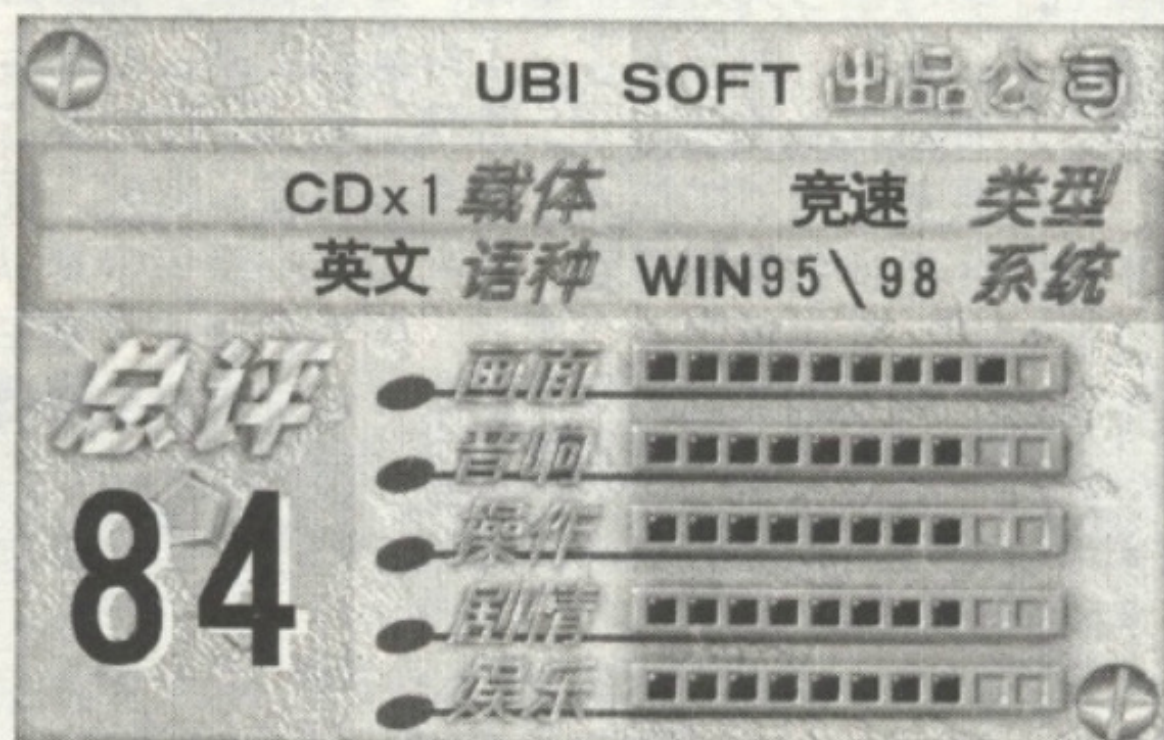 UBI SOFT 出品公司
CDx1 载体 竞速 类型
英文 语种 WIN95\98 系统
总评
84
画面
音响
操作
剧情
娱乐